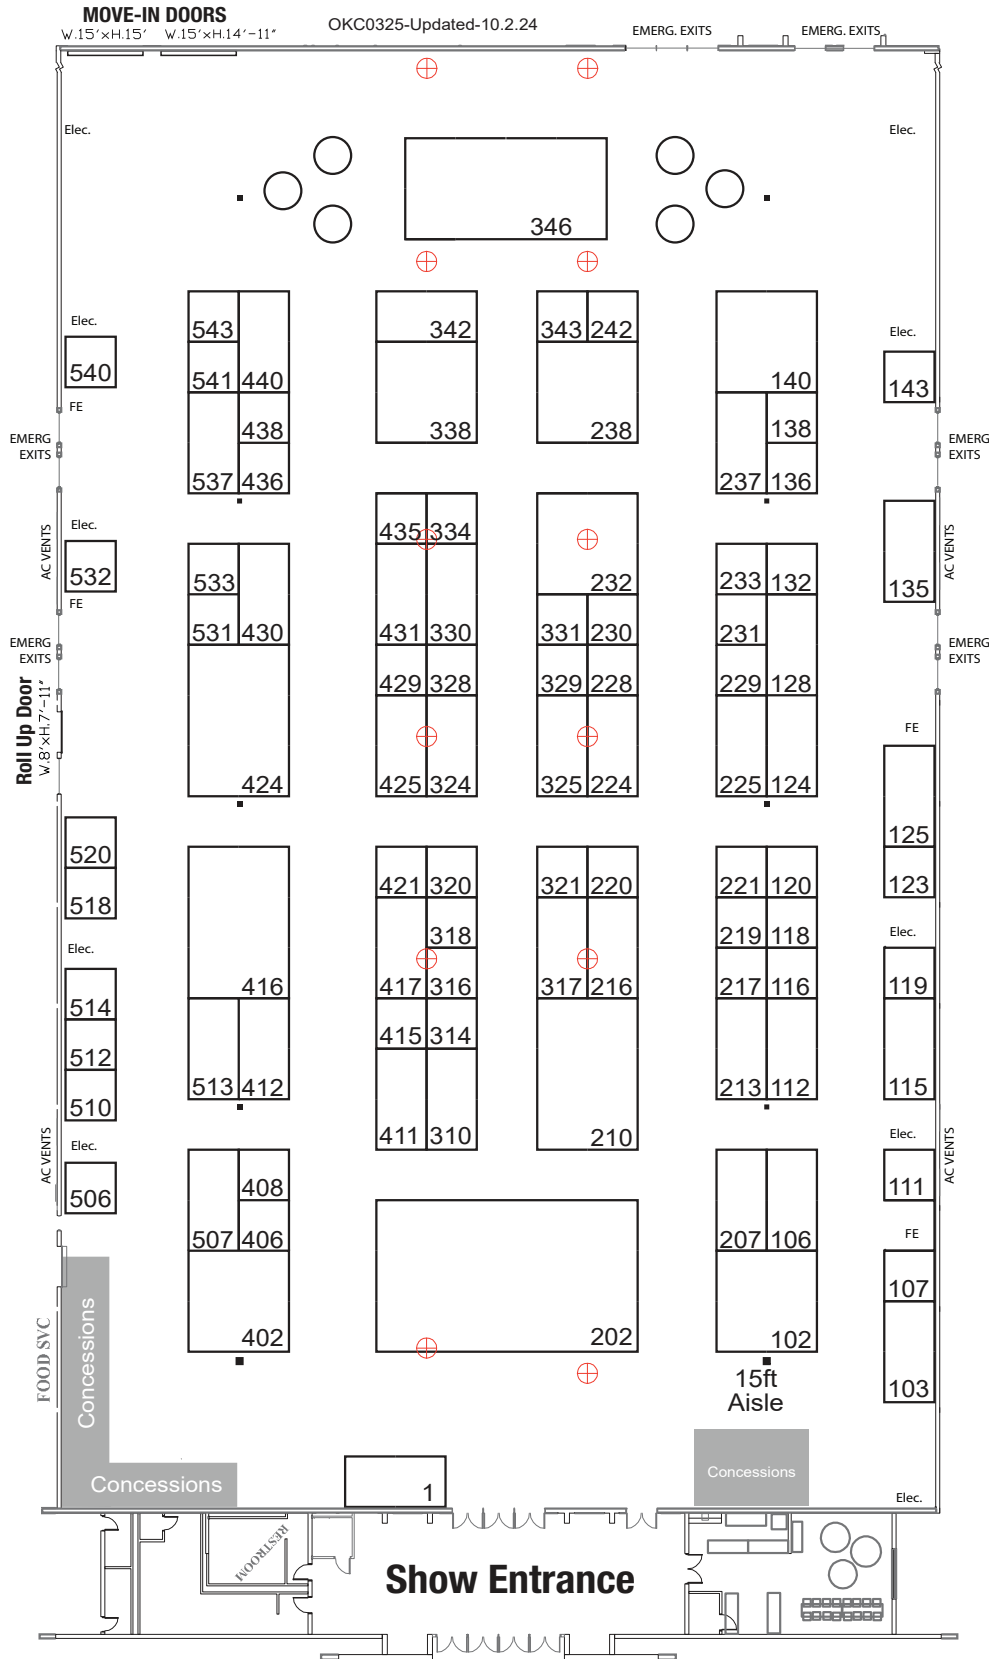 MOVE-IN DOORS
W.15'×H.15' W.15'×H.14'-11"
OKC0325-Updated-10.2.24
EMERG. EXITS
EMERG. EXITS
Elec.
Elec.
346
Elec.
543
342
343 242
Elec.
540
541 440
140
143
FE
438
338
238
138
EMERG
EXITS
EMERG
EXITS
537 436
237 136
AC VENTS
Elec.
435 334
AC VENTS
532
533
232
233 132
135
FE
531 430
431 330
331 230
231
EMERG
EXITS
EMERG
EXITS
429 328
329 228
229 128
Roll Up Door
W.8'×H.7'-11"
FE
424
425 324
325 224
225 124
125
520
421 320
321 220
221 120
123
518
318
219 118
Elec.
Elec.
514
416
417 316
317 216
217 116
119
512
415 314
510
513 412
213 112
115
AC VENTS
Elec.
411 310
210
Elec.
AC VENTS
506
408
111
507 406
207 106
FE
107
402
202
102
FOOD SVC
Concessions
15ft
Aisle
103
Concessions
Concessions
1
Elec.
RESTROOM
Show Entrance